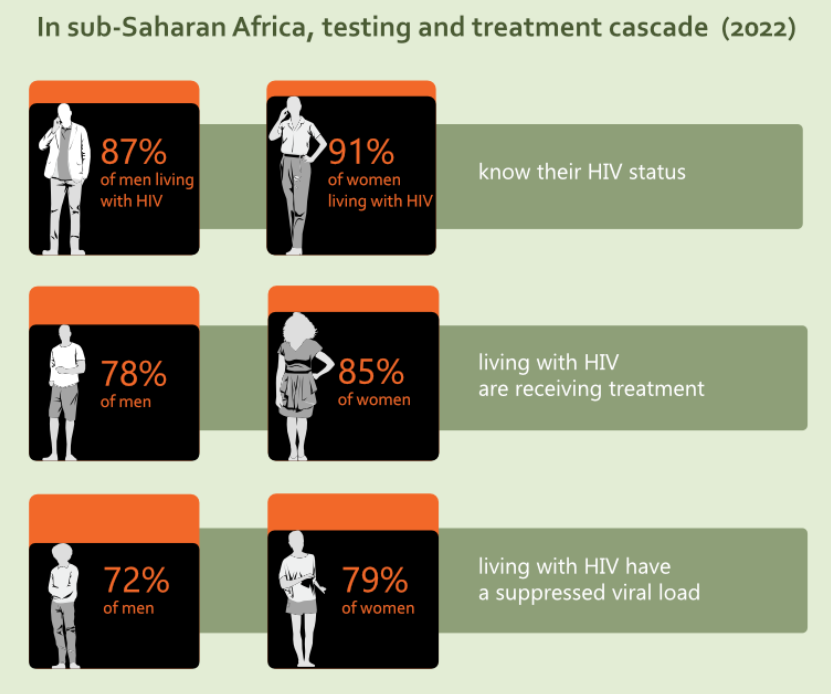 In sub-Saharan Africa, testing and treatment cascade (2022)
87%
of men living
with HIV
91%
of women
living with HIV
know their HIV status
78%
of men
85%
of women
living with HIV
are receiving treatment
72%
of men
79%
of women
living with HIV have
a suppressed viral load